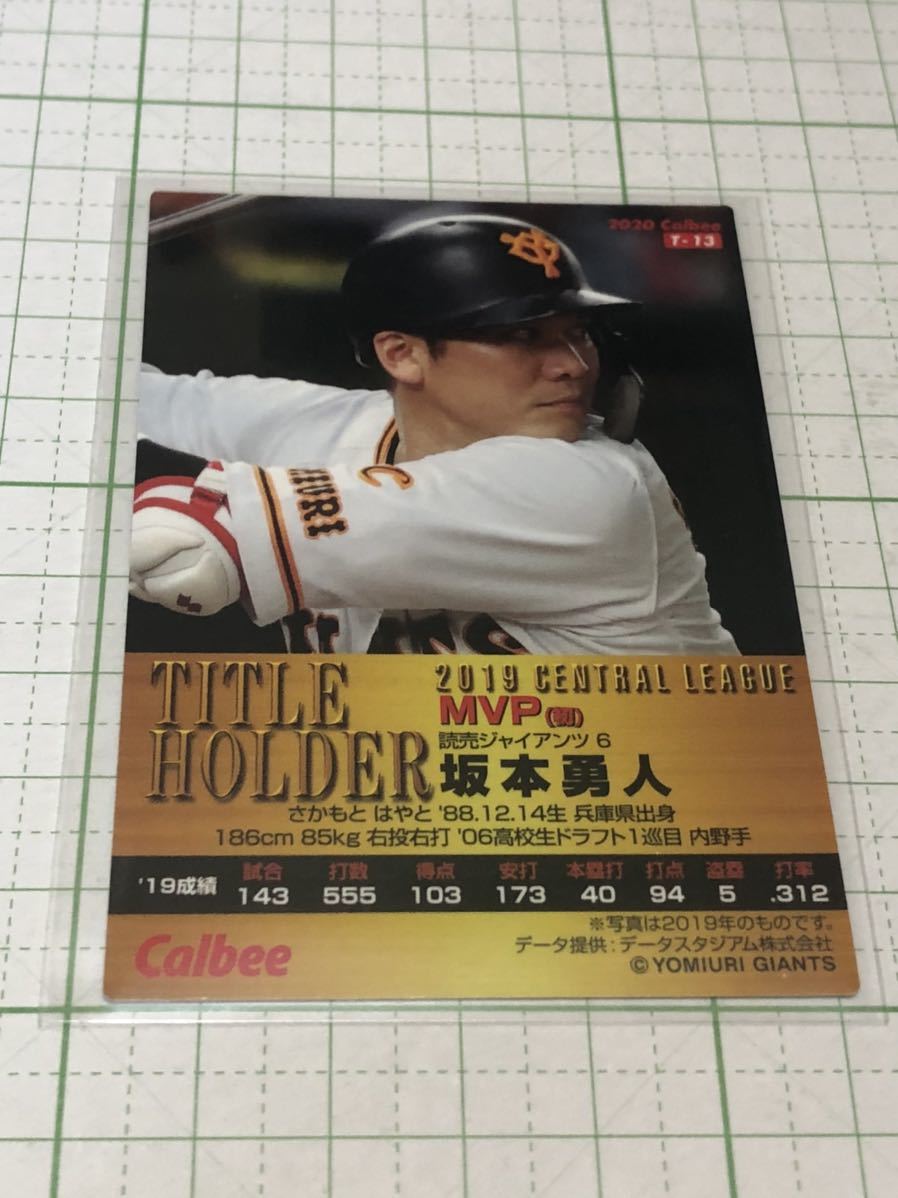 2020 Calbee
T-13
TITLE
HOLDER
2019 CENTRAL LEAGUE
MVP(初)
読売ジャイアンツ 6
坂本勇人
さかもと はやと '88.12.14生 兵庫県出身
186cm 85kg 右投右打 '06高校生ドラフト1巡目 内野手
試合 打数 得点 安打 本塁打 打点 盗塁 打率
'19成績 143 555 103 173 40 94 5 .312
※写真は2019年のものです。
データ提供:データスタジアム株式会社
Calbee
© YOMIURI GIANTS